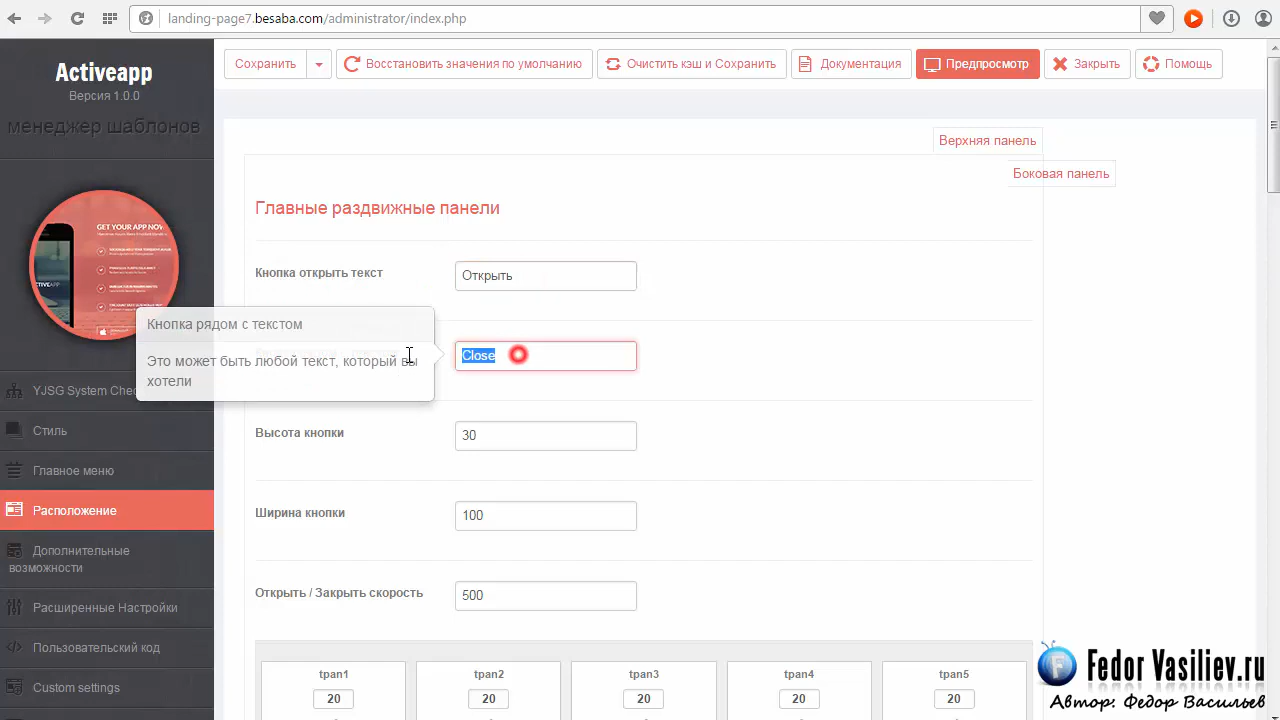 landing-page7.besaba.com/administrator/index.php
Activeapp
Версия 1.0.0
менеджер шаблонов
GET YOUR APP NOW
YJSG System Chec
Стиль
Главное меню
Расположение
Дополнительные
возможности
Расширенные Настройки
Пользовательский код
Custom settings
Сохранить
Восстановить значения по умолчанию
Очистить кэш и Сохранить
Документация
Предпросмотр
Закрыть
Помощь
Верхняя панель
Боковая панель
Главные раздвижные панели
Кнопка открыть текст
Открыть
Кнопка рядом с текстом
Это может быть любой текст, который вы
хотели
Close
Высота кнопки
30
Ширина кнопки
100
Открыть / Закрыть скорость
500
tpan1 tpan2 tpan3 tpan4 tpan5
20 20 20 20 20
Fedor Vasiliev.ru
Автор: Федор Васильев